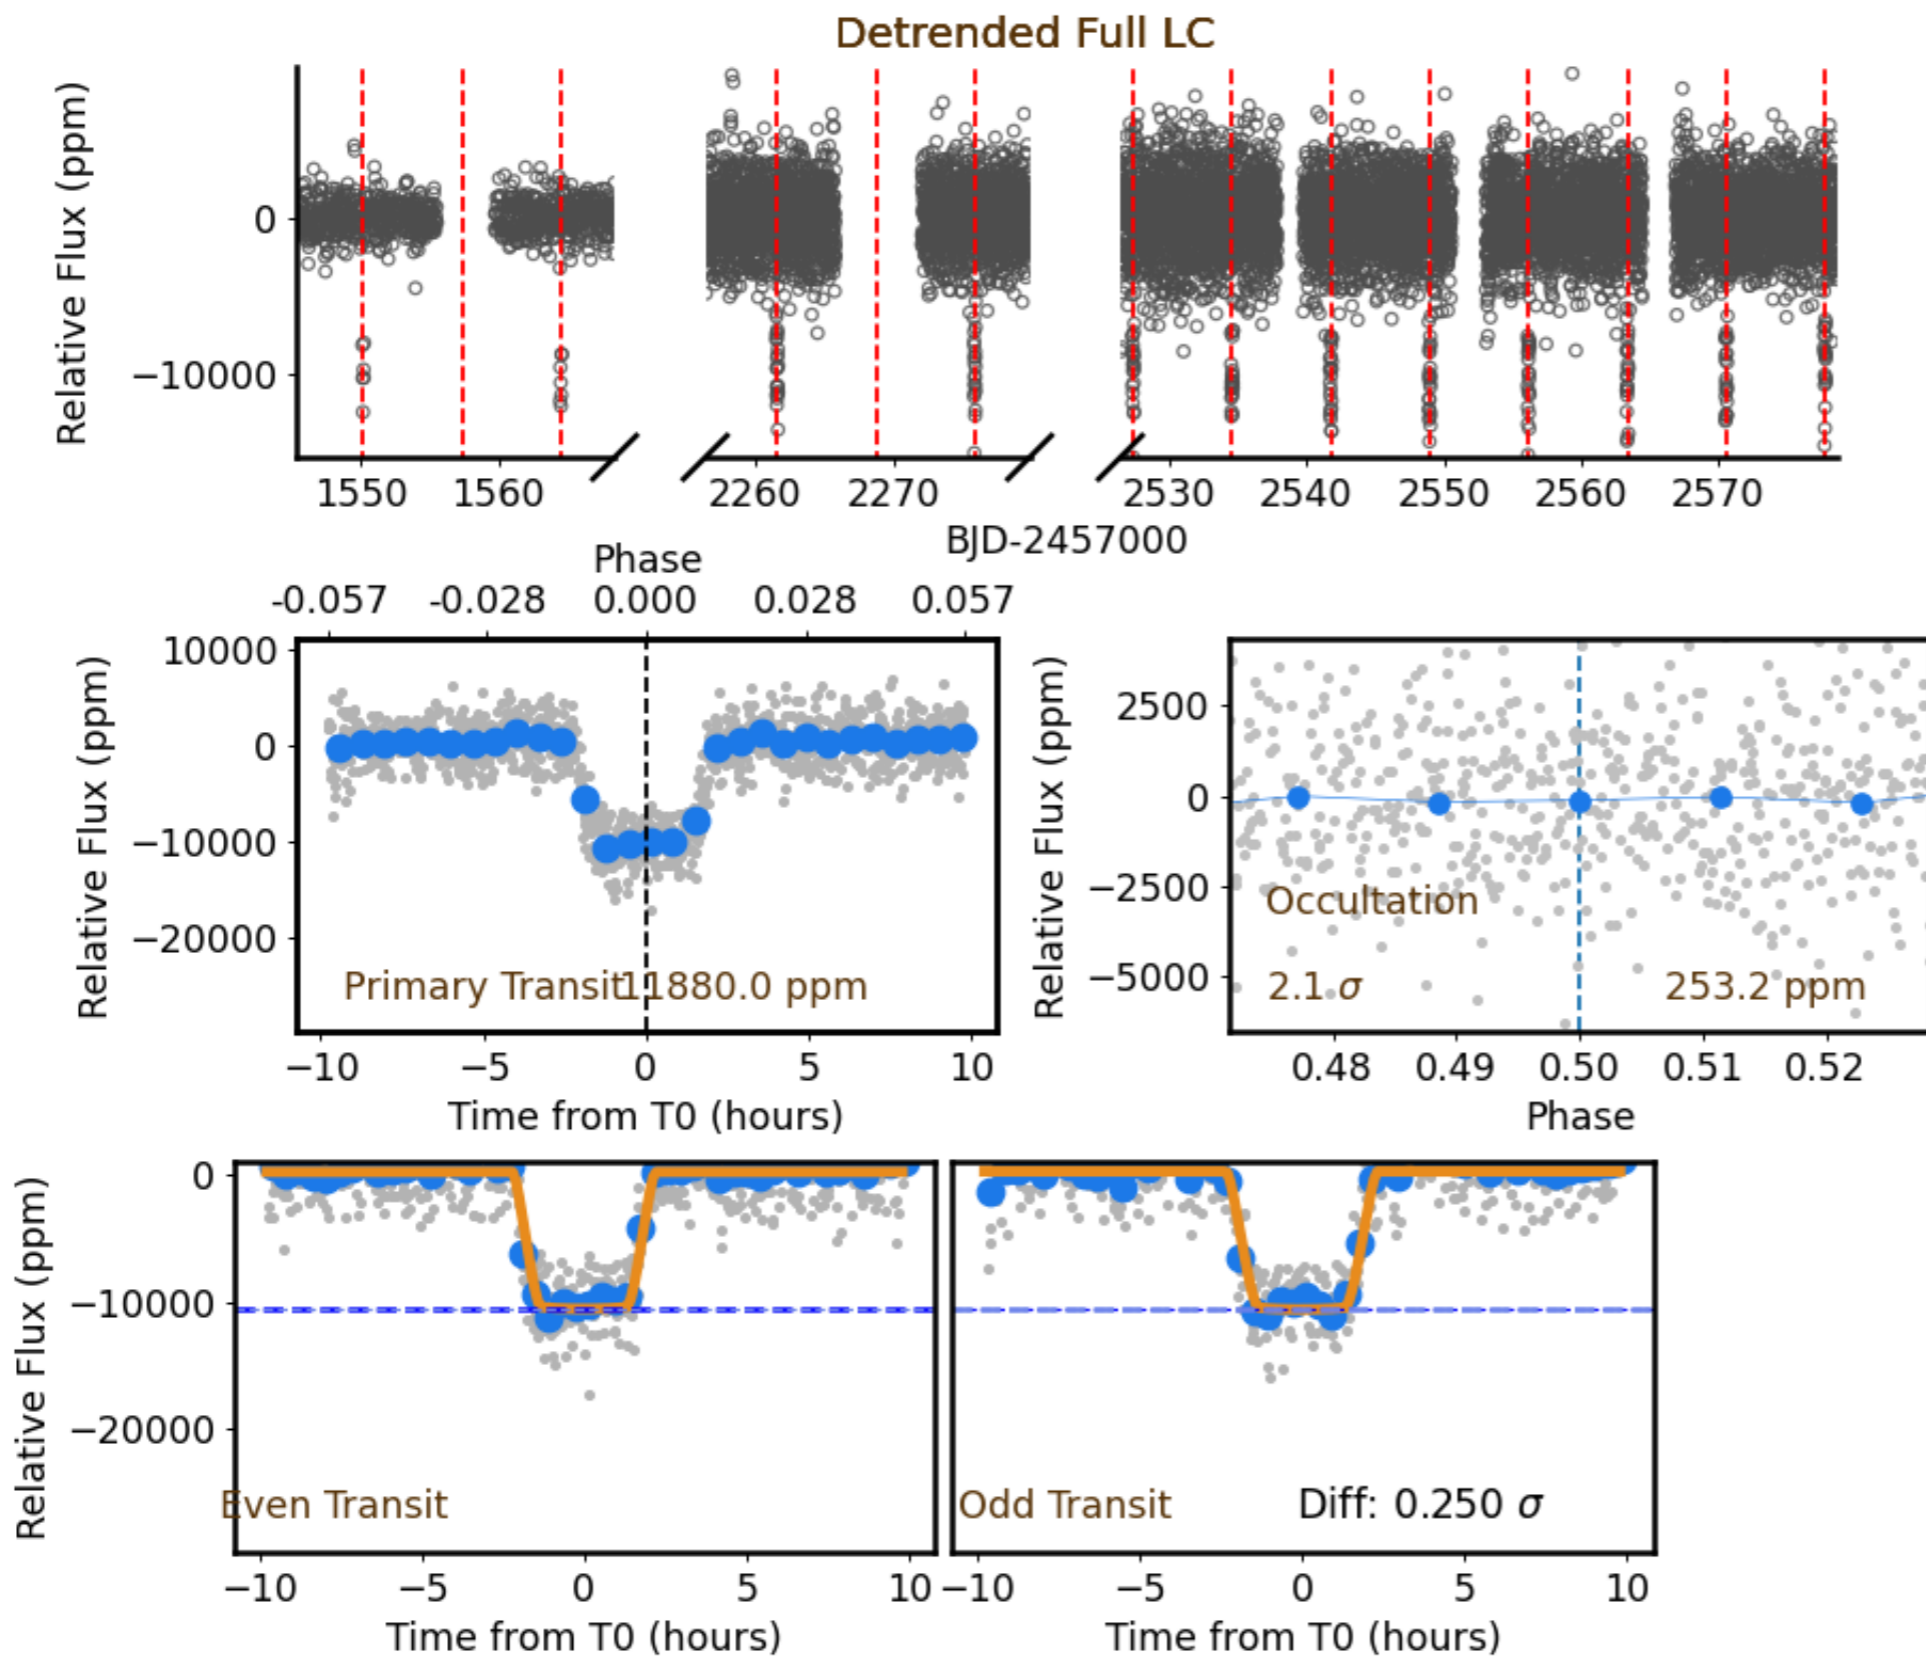 Detrended Full LC
Relative Flux (ppm)
0
−10000
1550 1560 2260 2270 2530 2540 2550 2560 2570
BJD-2457000
Phase
-0.057 -0.028 0.000 0.028 0.057
Relative Flux (ppm)
10000
0
−10000
−20000
Primary Transit 11880.0 ppm
−10 −5 0 5 10
Time from T0 (hours)
Relative Flux (ppm)
2500
0
−2500
−5000
Occultation
2.1 σ 253.2 ppm
0.48 0.49 0.50 0.51 0.52
Phase
Relative Flux (ppm)
0
−10000
−20000
Even Transit
−10 −5 0 5 10
Time from T0 (hours)
Odd Transit Diff: 0.250 σ
−10 −5 0 5 10
Time from T0 (hours)